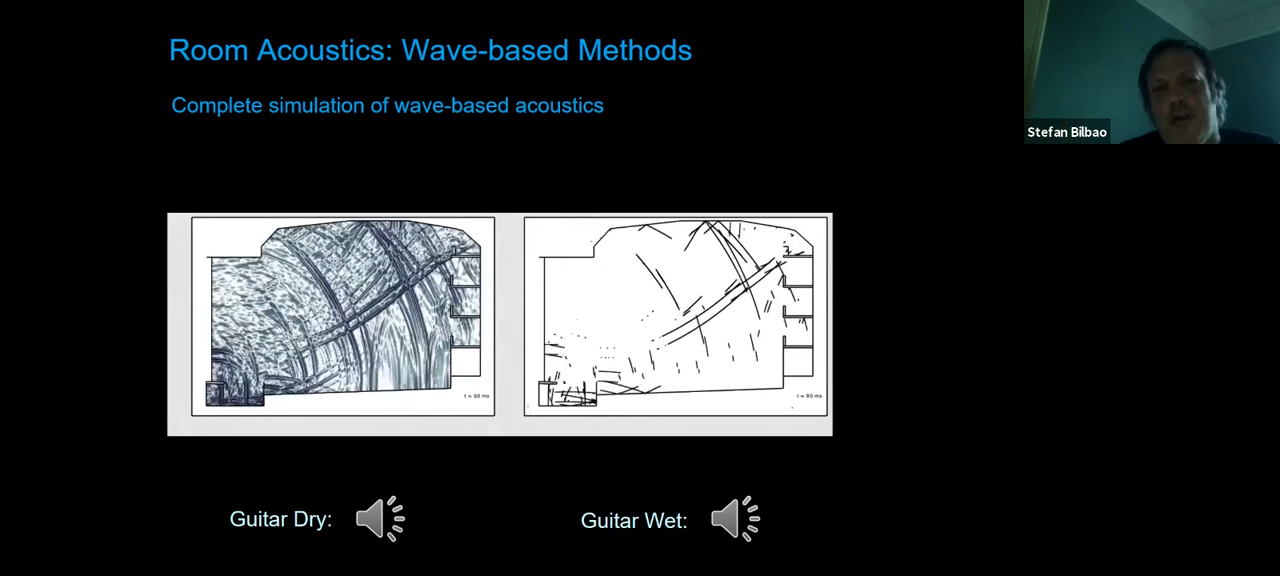 Room Acoustics: Wave-based Methods
Complete simulation of wave-based acoustics
Stefan Bilbao
Guitar Dry:
Guitar Wet: